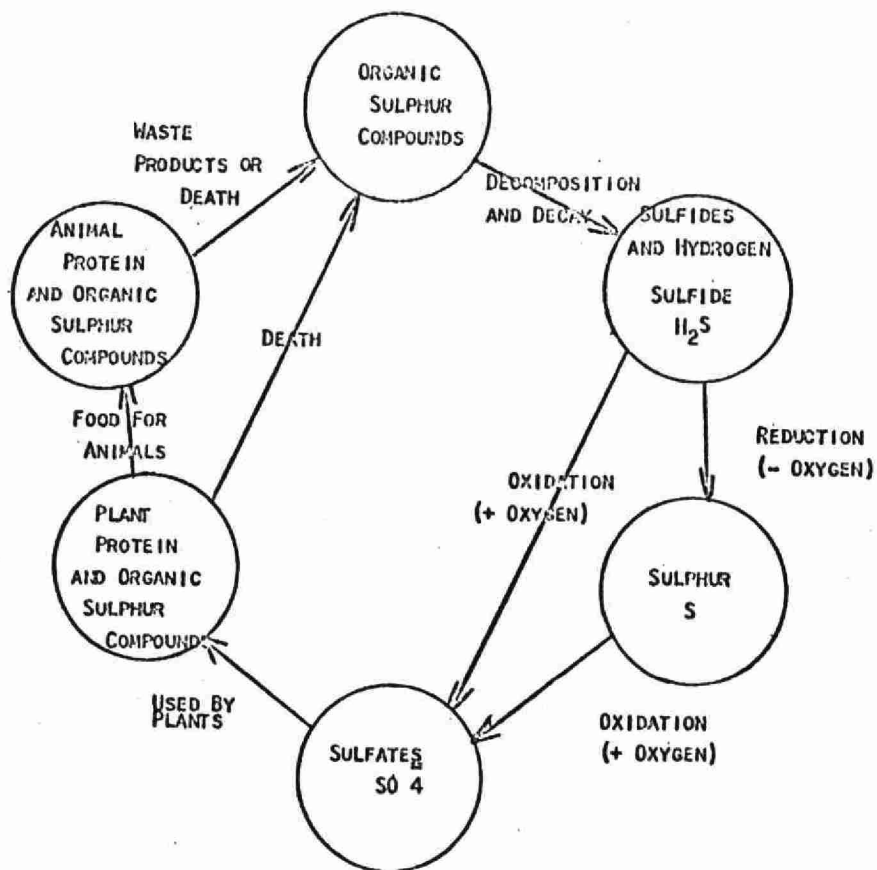 ORGANIC
SULPHUR
COMPOUNDS
WASTE
PRODUCTS OR
DEATH
DECOMPOSITION
AND DECAY
SULFIDES
AND HYDROGEN
SULFIDE
H2S
ANIMAL
PROTEIN
AND ORGANIC
SULPHUR
COMPOUNDS
DEATH
FOOD FOR
ANIMALS
REDUCTION
(- OXYGEN)
OXIDATION
(+ OXYGEN)
PLANT
PROTEIN
AND ORGANIC
SULPHUR
COMPOUND
SULPHUR
S
USED BY
PLANTS
OXIDATION
(+ OXYGEN)
SULFATES
SO 4